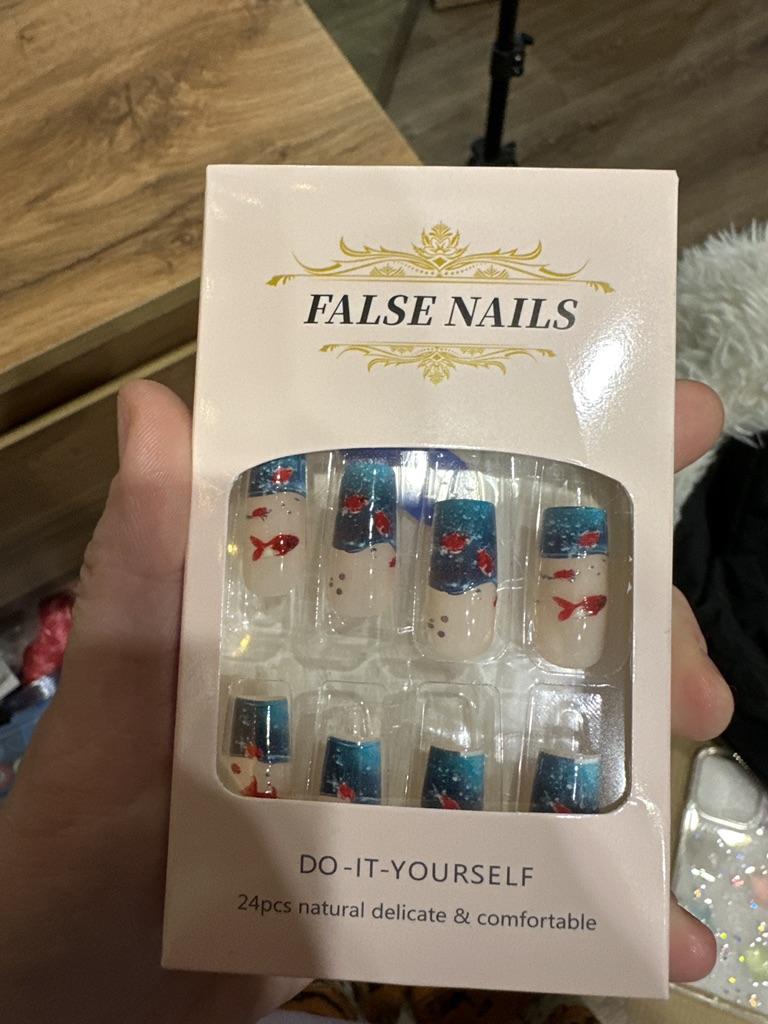 FALSE NAILS
DO-IT-YOURSELF
24pcs natural delicate & comfortable